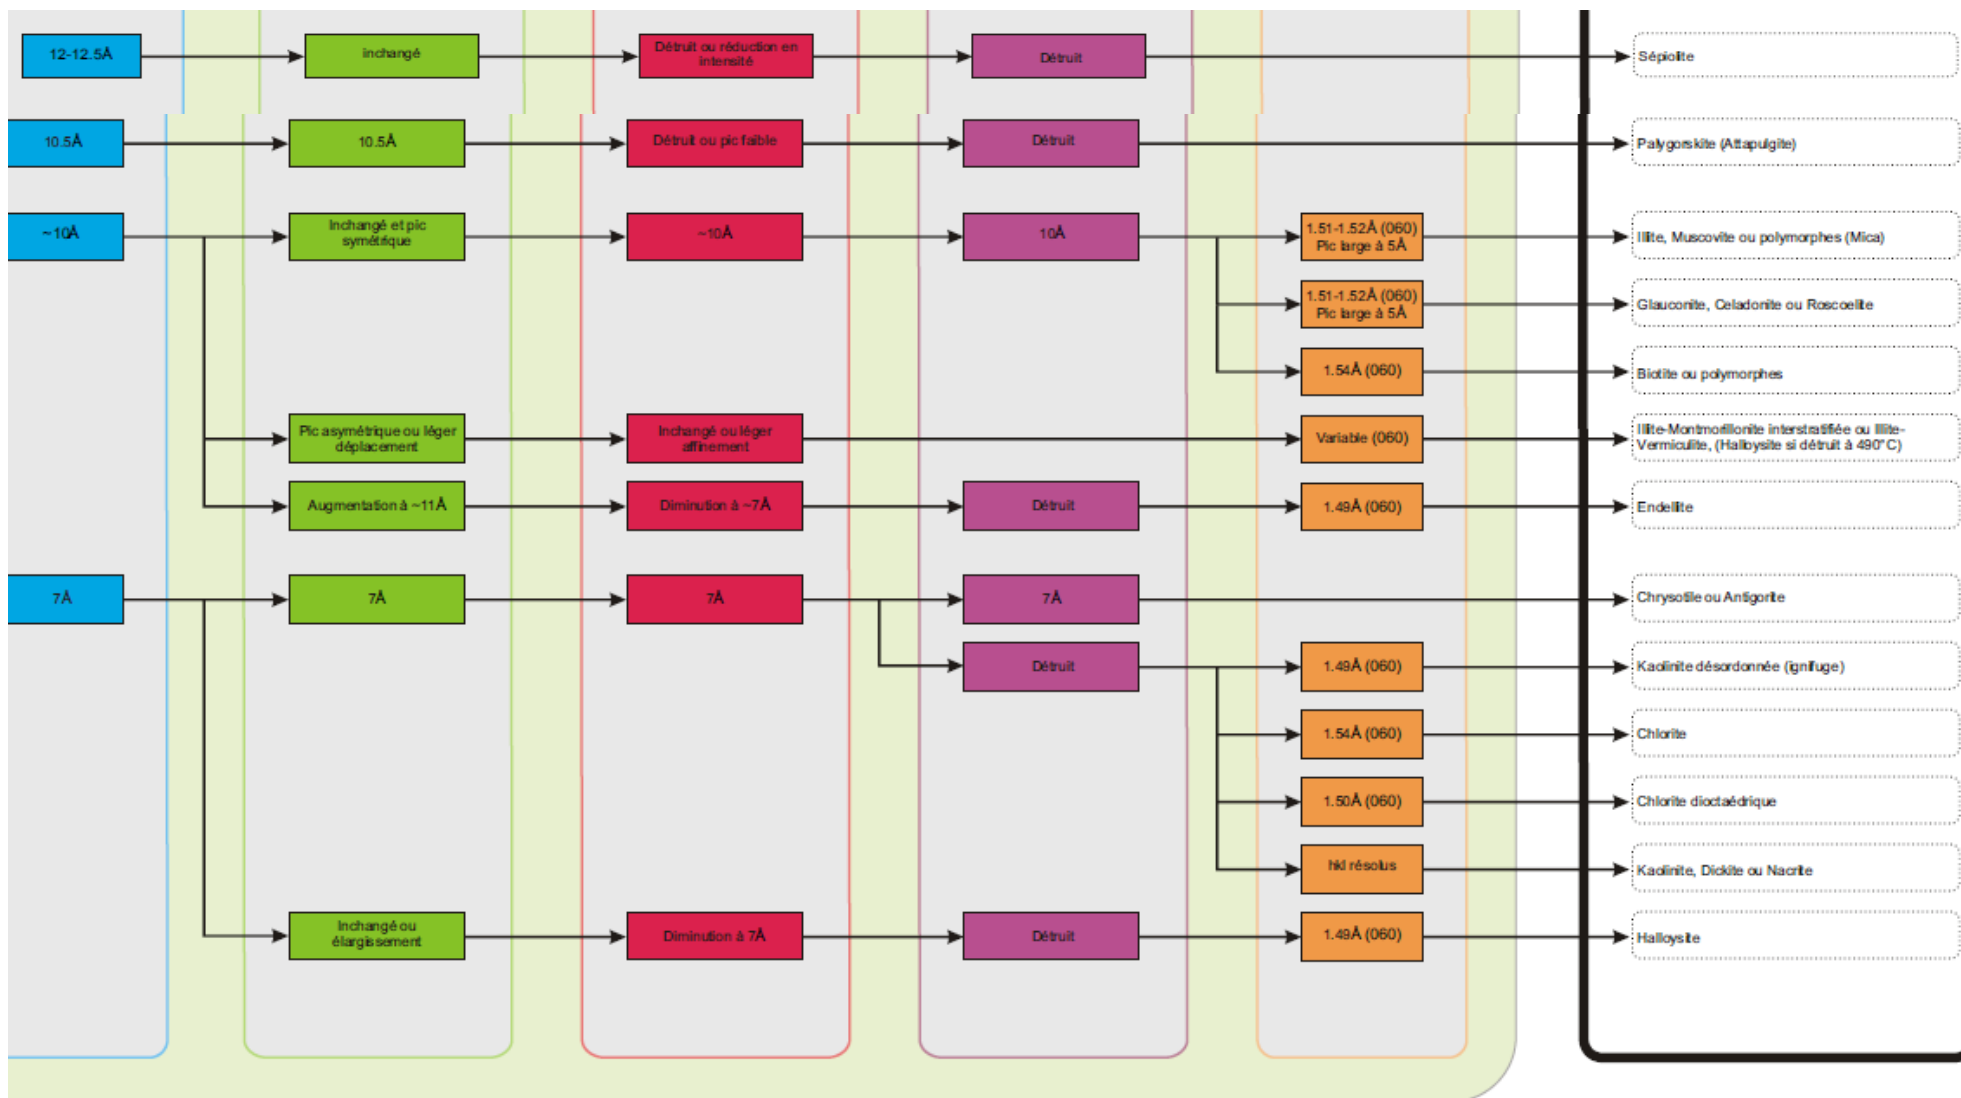 12-12.5Å
inchangé
Détruit ou réduction en
intensité
Détruit
Sépiolite
10.5Å
10.5Å
Détruit ou pic faible
Détruit
Palygorskite (Attapulgite)
~10Å
Inchangé et pic
symétrique
~10Å
10Å
1.51-1.52Å (060)
Pic large à 5Å
Illite, Muscovite ou polymorphes (Mica)
1.51-1.52Å (060)
Pic large à 5Å
Glauconite, Celadonite ou Roscoelite
1.54Å (060)
Biotite ou polymorphes
Pic asymétrique ou léger
déplacement
Inchangé ou léger
affinement
Variable (060)
Illite-Montmorillonite interstratifiée ou Illite-
Vermiculite, (Halloysite si détruit à 490°C)
Augmentation à ~11Å
Diminution à ~7Å
Détruit
1.49Å (060)
Endellite
7Å
7Å
7Å
7Å
Chrysotile ou Antigorite
Détruit
1.49Å (060)
Kaolinite désordonnée (ignifuge)
1.54Å (060)
Chlorite
1.50Å (060)
Chlorite dioctaédrique
hkl résolus
Kaolinite, Dickite ou Nacrite
Inchangé ou
élargissement
Diminution à 7Å
Détruit
1.49Å (060)
Halloysite